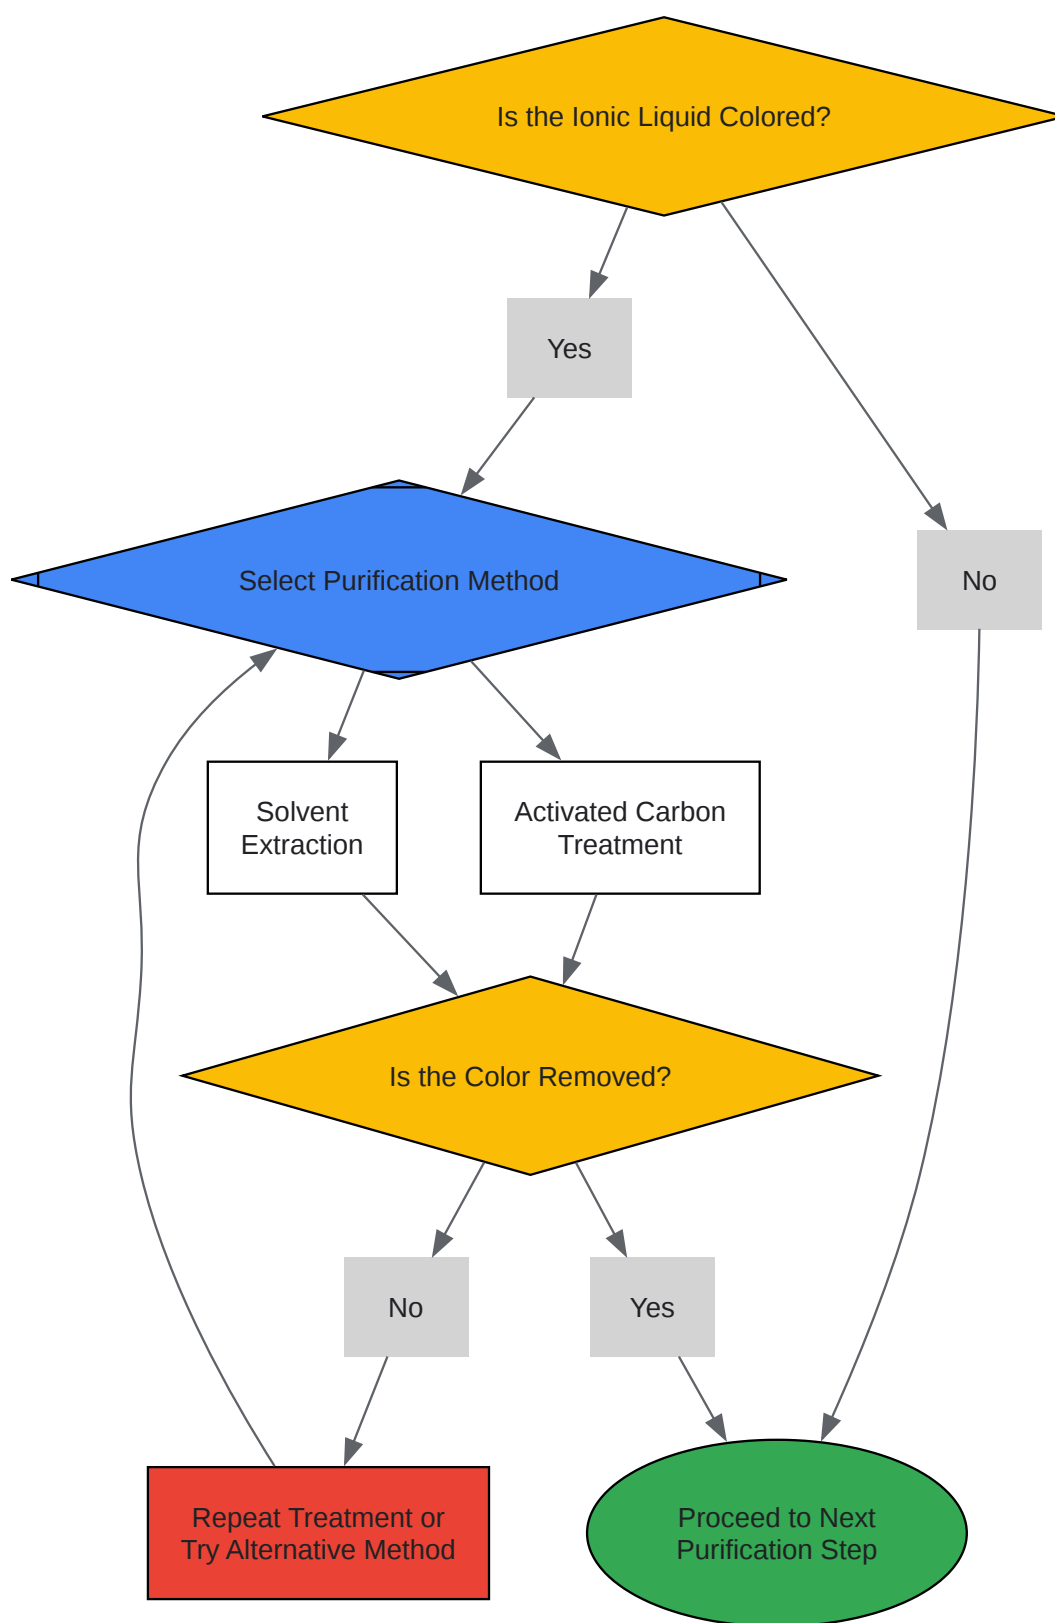 Is the Ionic Liquid Colored?
Yes
Select Purification Method
No
Solvent
Extraction
Activated Carbon
Treatment
Is the Color Removed?
No
Yes
Repeat Treatment or
Try Alternative Method
Proceed to Next
Purification Step